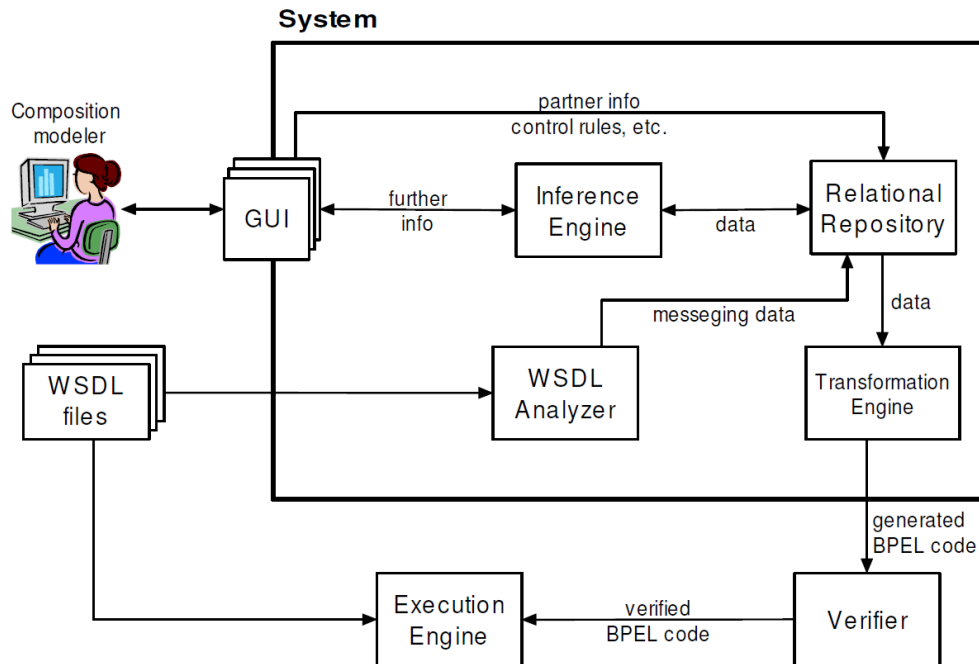 System
Composition
modeler
partner info
control rules, etc.
GUI
further
info
Inference
Engine
data
Relational
Repository
messeging data
data
WSDL
files
WSDL
Analyzer
Transformation
Engine
generated
BPEL code
Execution
Engine
verified
BPEL code
Verifier